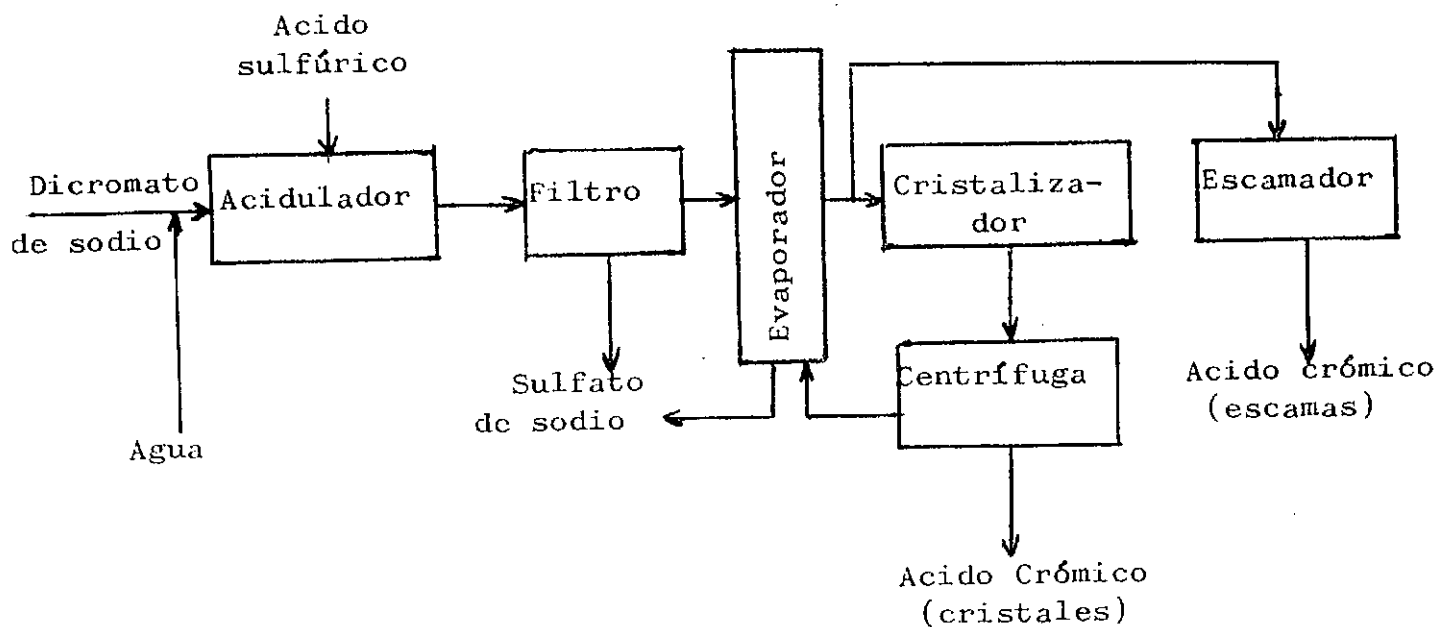 Acido
sulfúrico
Dicromato
de sodio
Agua
Acidulador
Filtro
Sulfato
de sodio
Evaporador
Cristaliza-
dor
Centrífuga
Acido Crómico
(cristales)
Escamador
Acido crómico
(escamas)